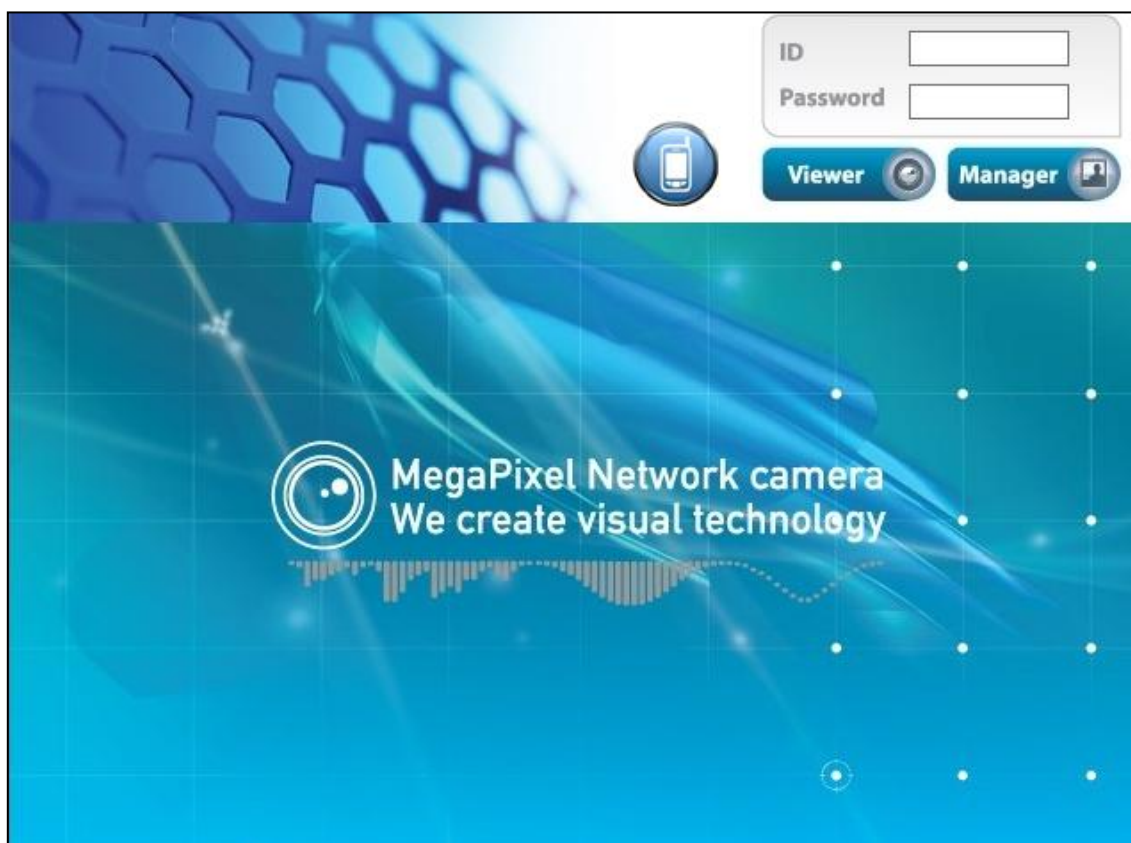 ID
Password
Viewer
Manager
MegaPixel Network camera
We create visual technology